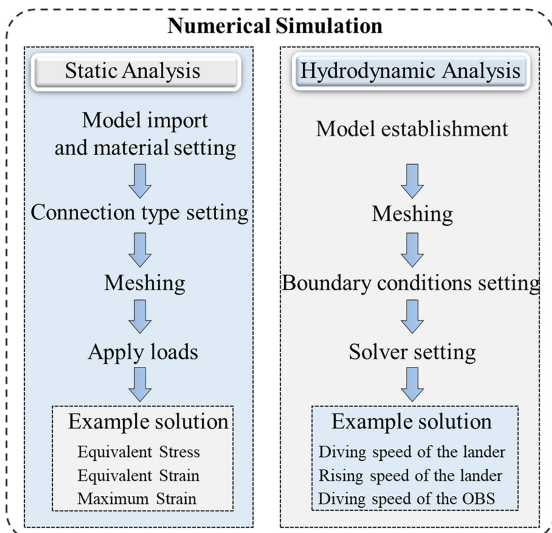 Numerical Simulation
Static Analysis
Model import
and material setting
Connection type setting
Meshing
Apply loads
Example solution
Equivalent Stress
Equivalent Strain
Maximum Strain
Hydrodynamic Analysis
Model establishment
Meshing
Boundary conditions setting
Solver setting
Example solution
Diving speed of the lander
Rising speed of the lander
Diving speed of the OBS